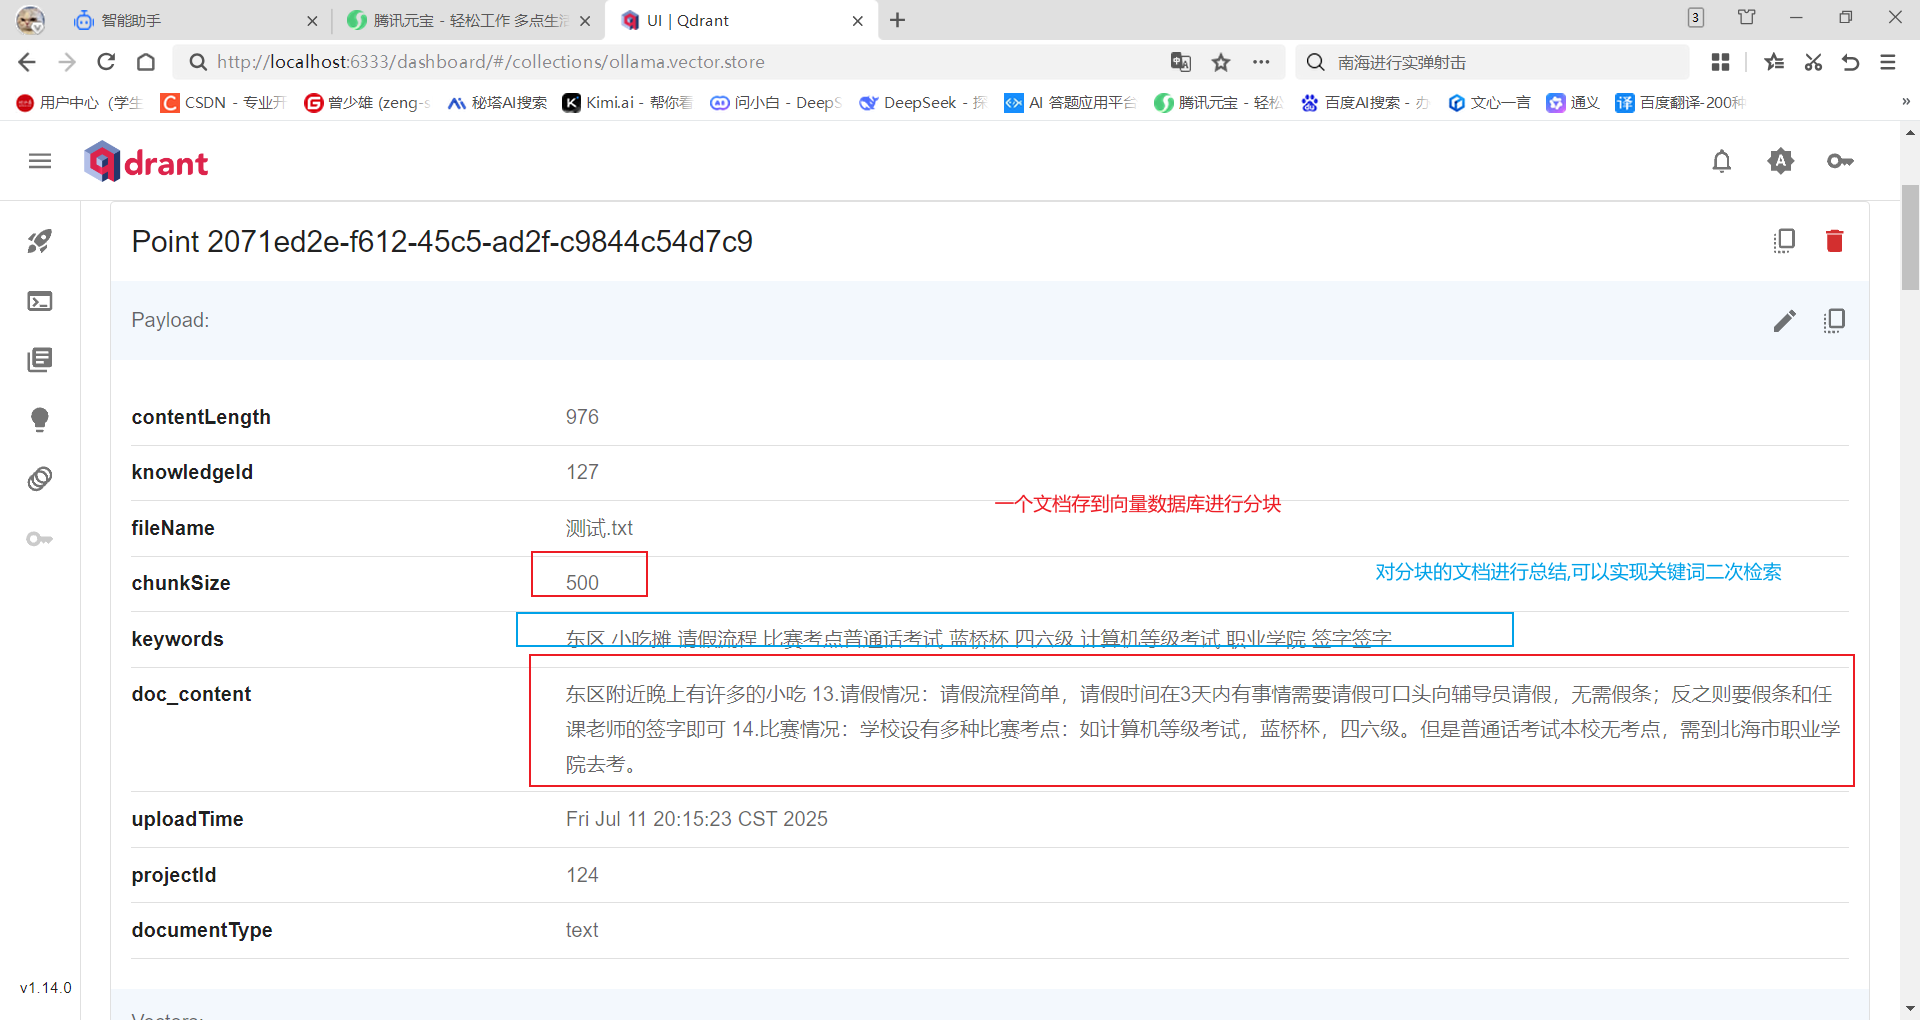 智能助手
腾讯元宝 - 轻松工作 多点生活
UI | Qdrant
3
http://localhost:6333/dashboard/#/collections/ollama.vector.store
南海进行实弹射击
用户中心（学生
CSDN - 专业开
曾少雄 (zeng-s
秘塔AI搜索
Kimi.ai - 帮你看
问小白 - DeepS
DeepSeek - 探
AI 答题应用平台
腾讯元宝 - 轻松
百度AI搜索 - 办
文心一言
通义
百度翻译-200种
»
drant
Point 2071ed2e-f612-45c5-ad2f-c9844c54d7c9
Payload:
contentLength 976
knowledgeId 127
一个文档存到向量数据库进行分块
fileName 测试.txt
对分块的文档进行总结,可以实现关键词二次检索
chunkSize 500
keywords 东区 小吃摊 请假流程 比赛考点普通话考试 蓝桥杯 四六级 计算机等级考试 职业学院 签字签字
doc_content 东区附近晚上有许多的小吃 13.请假情况：请假流程简单，请假时间在3天内有事情需要请假可口头向辅导员请假，无需假条；反之则要假条和任
课老师的签字即可 14.比赛情况：学校设有多种比赛考点：如计算机等级考试，蓝桥杯，四六级。但是普通话考试本校无考点，需到北海市职业学
院去考。
uploadTime Fri Jul 11 20:15:23 CST 2025
projectId 124
documentType text
v1.14.0
Vectors: